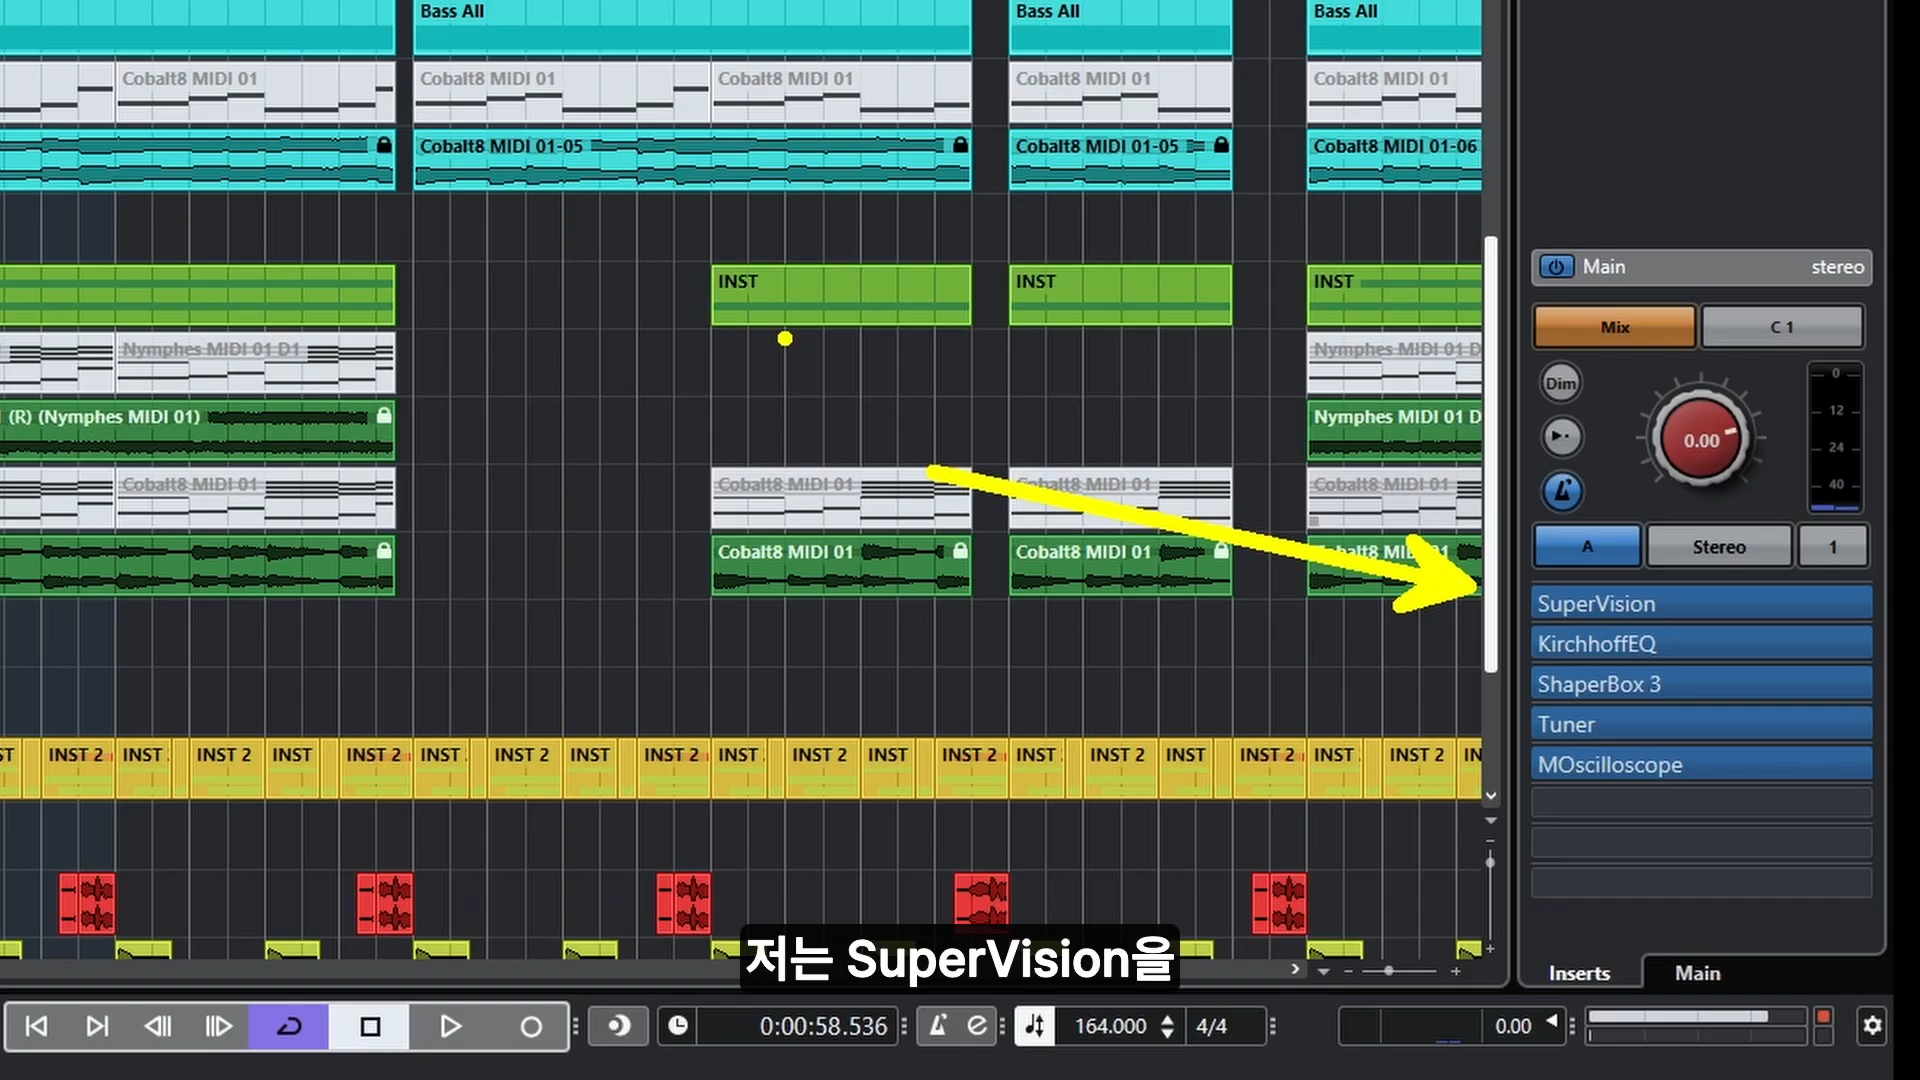 Bass All
Bass All
Bass All
Cobalt8 MIDI 01
Cobalt8 MIDI 01
Cobalt8 MIDI 01
Cobalt8 MIDI 01
Cobalt8 MIDI 01
Cobalt8 MIDI 01-05
Cobalt8 MIDI 01-05
Cobalt8 MIDI 01-06
INST
INST
INST
Nymphes MIDI 01 D1
Nymphes MIDI 01 D
(R) (Nymphes MIDI 01)
Nymphes MIDI 01 D
Cobalt8 MIDI 01
Cobalt8 MIDI 01
Cobalt8 MIDI 01
Cobalt8 MIDI 01
Cobalt8 MIDI 01
Cobalt8 MIDI 01
ST
INST 2
INST
INST 2
INST
INST 2
INST
INST 2
INST
INST 2
INST
INST 2
INST
INST 2
INST
INST 2
INST
INST 2
INST
INST 2
IN
Main
stereo
Mix
C 1
Dim
0.00
0
12
24
40
A
Stereo
1
SuperVision
KirchhoffEQ
ShaperBox 3
Tuner
MOscilloscope
Inserts
Main
저는 SuperVision을
0:00:58.536
164.000
4/4
0.00